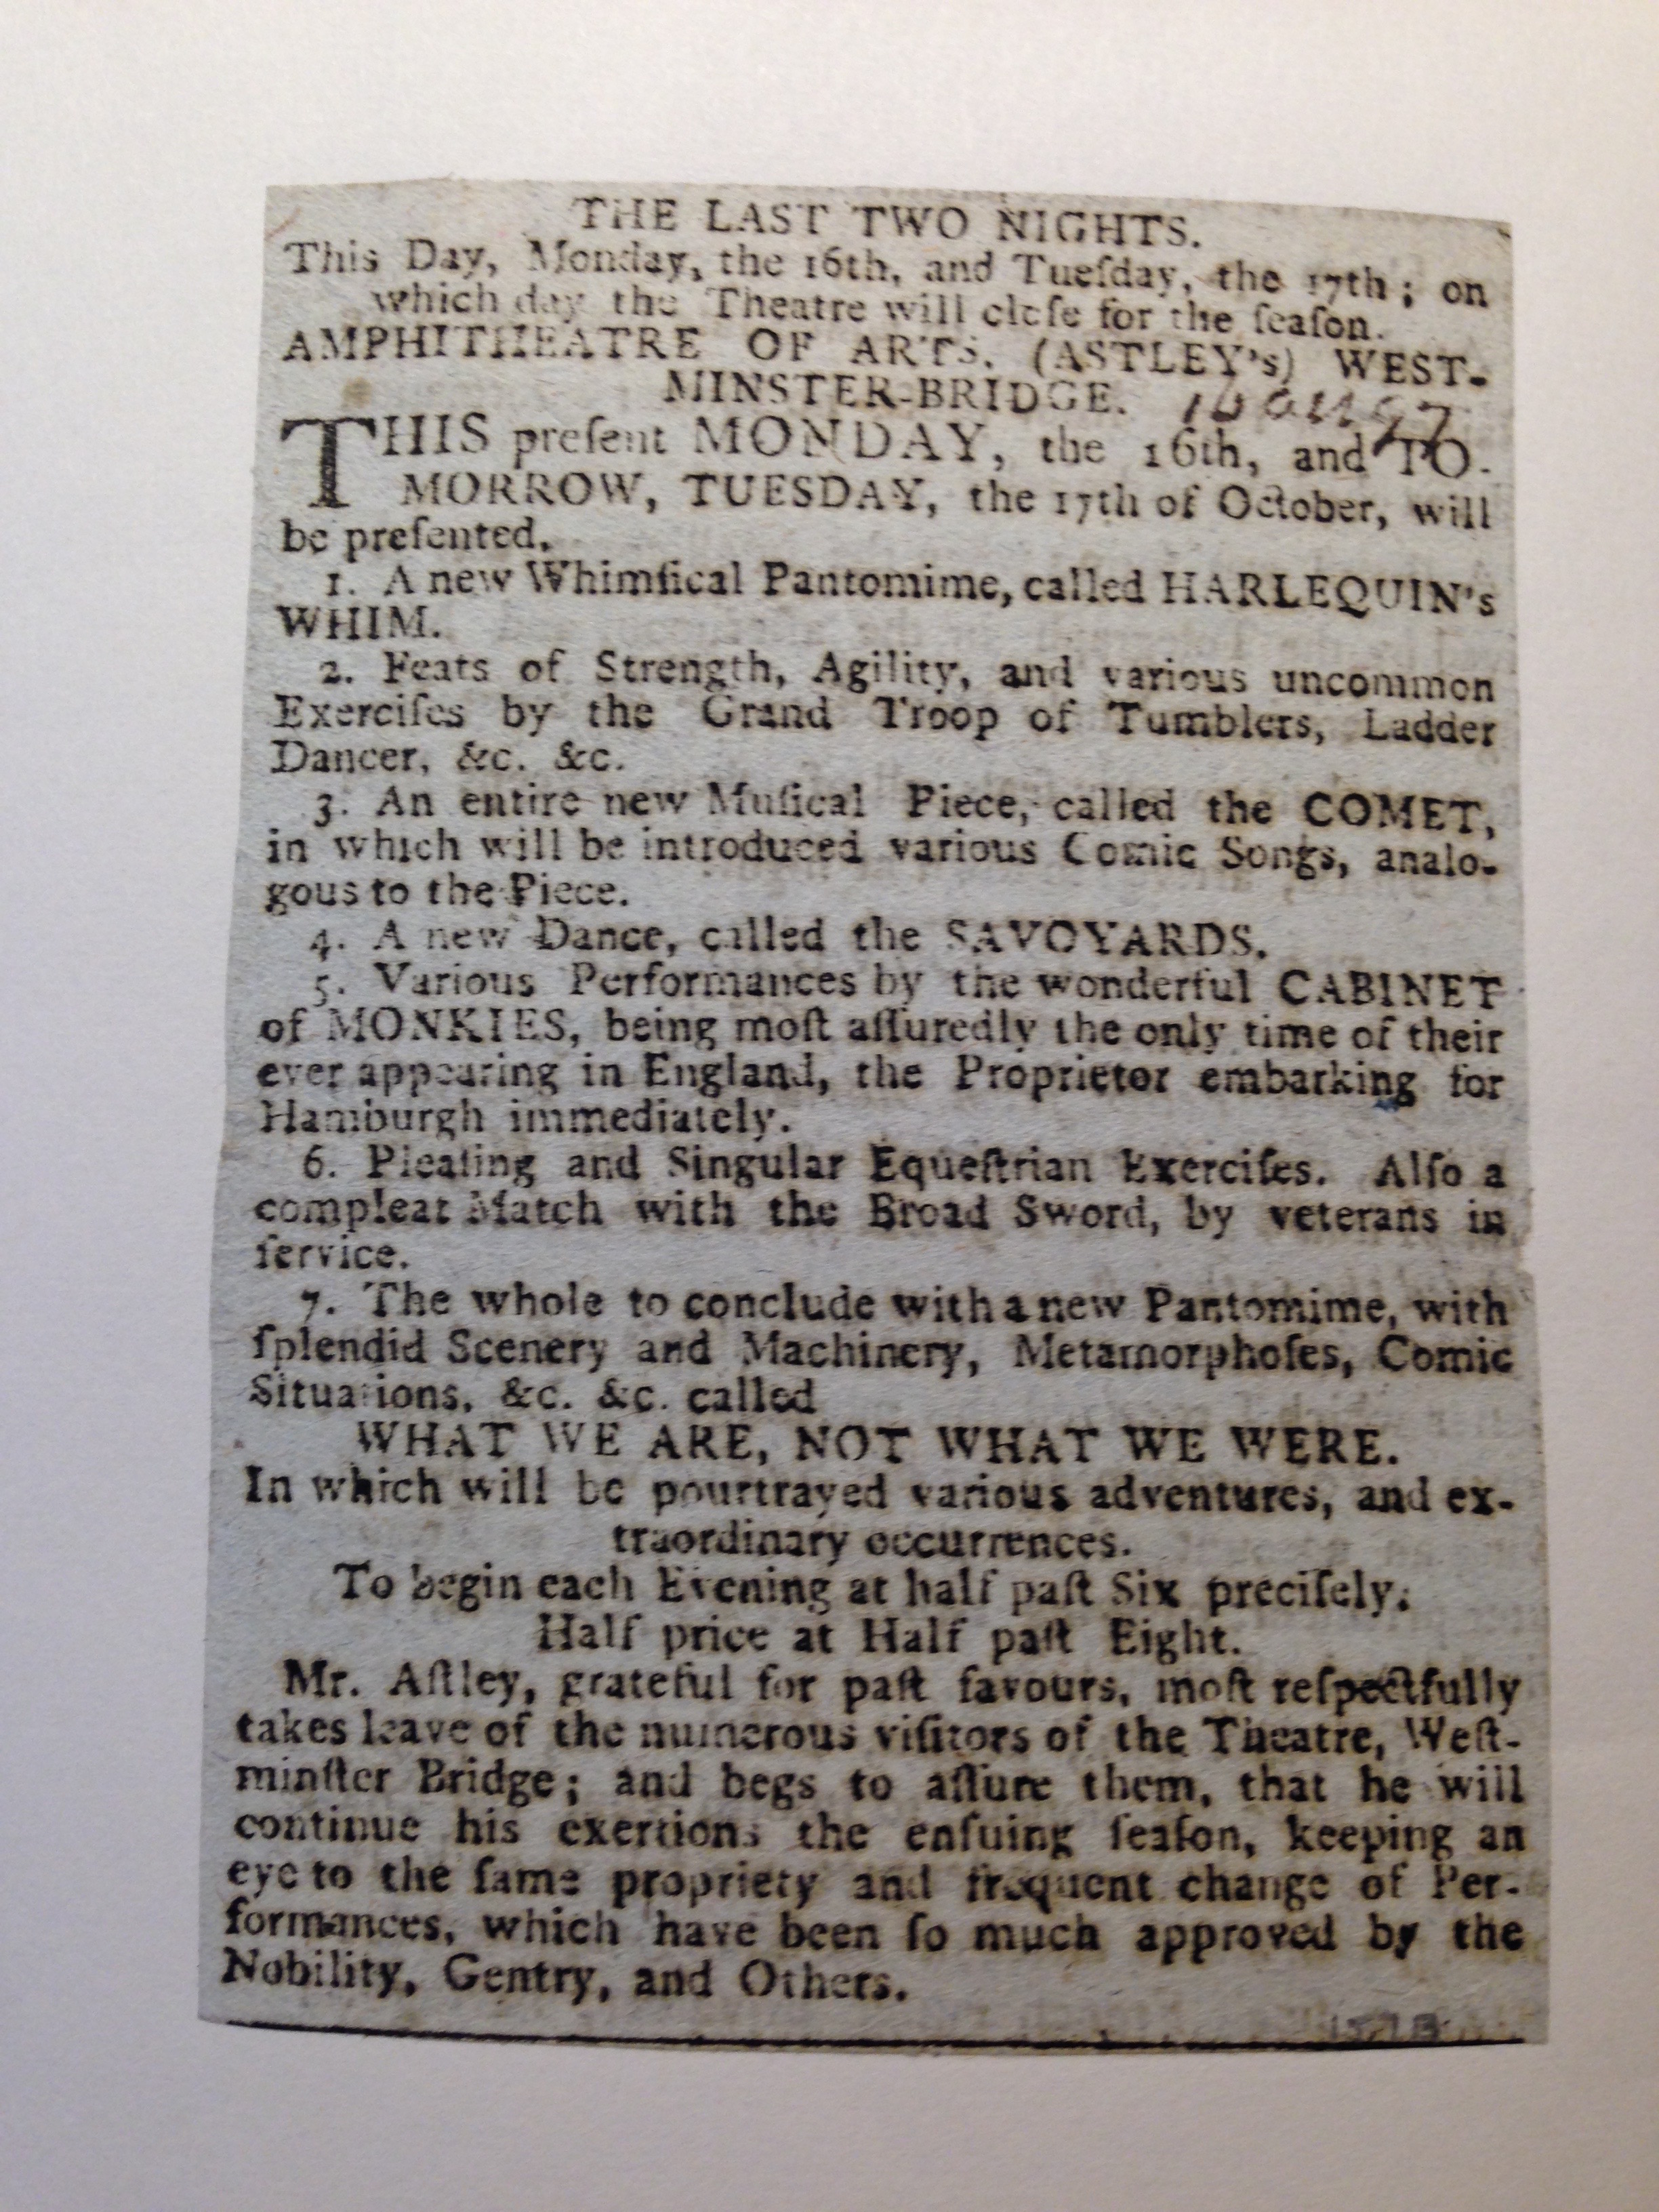 THE LAST TWO NIGHTS.
This Day, Monday, the 16th, and Tueſday, the 17th; on
which day the Theatre will cloſe for the ſeaſon.
AMPHITHEATRE OF ARTS, (ASTLEY's) WEST-
MINSTER-BRIDGE.
THIS preſent MONDAY, the 16th, and TO-
MORROW, TUESDAY, the 17th of October, will
be preſented,
1. A new Whimſical Pantomime, called HARLEQUIN's
WHIM.
2. Feats of Strength, Agility, and various uncommon
Exerciſes by the Grand Troop of Tumblers, Ladder
Dancer, &c. &c.
3. An entire new Muſical Piece, called the COMET,
in which will be introduced various Comic Songs, analo-
gous to the Piece.
4. A new Dance, called the SAVOYARDS.
5. Various Performances by the wonderful CABINET
of MONKIES, being moſt aſſuredly the only time of their
ever appearing in England, the Proprietor embarking for
Hamburgh immediately.
6. Pleaſing and Singular Equeſtrian Exerciſes. Alſo a
compleat Match with the Broad Sword, by veterans in
ſervice.
7. The whole to conclude with a new Pantomime, with
ſplendid Scenery and Machinery, Metamorphoſes, Comic
Situations, &c. &c. called
WHAT WE ARE, NOT WHAT WE WERE.
In which will be pourtrayed various adventures, and ex-
traordinary occurrences.
To begin each Evening at half paſt Six preciſely.
Half price at Half paſt Eight.
Mr. Aſtley, grateful for paſt favours, moſt reſpectfully
takes leave of the numerous viſitors of the Theatre, Weſt-
minſter Bridge; and begs to aſſure them, that he will
continue his exertions the enſuing ſeaſon, keeping an
eye to the ſame propriety and frequent change of Per-
formances, which have been ſo much approved by the
Nobility, Gentry, and Others.